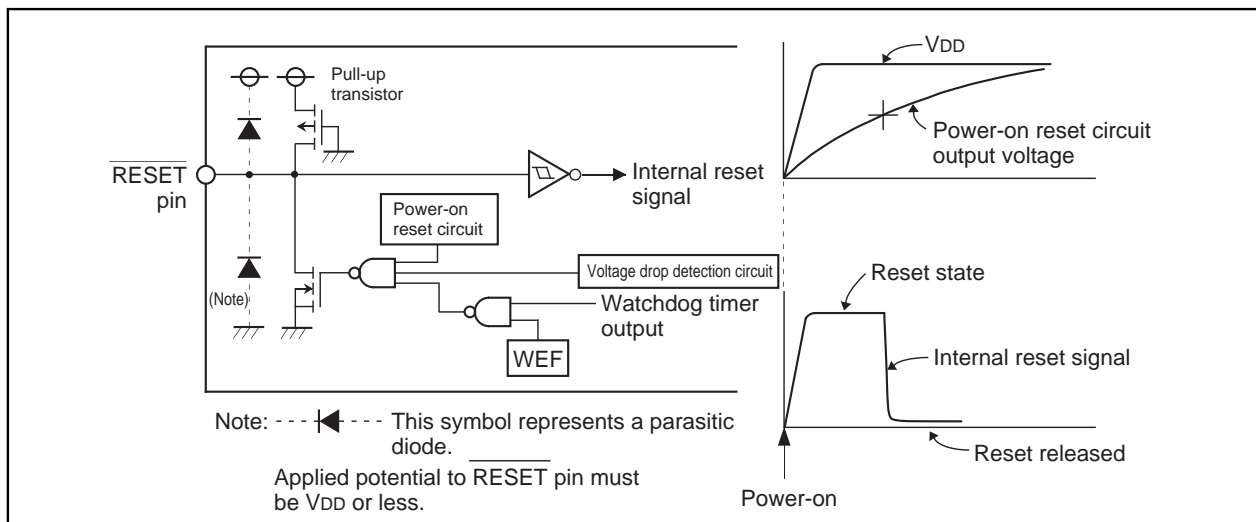 Pull-up
transistor
RESET
pin
Internal reset
signal
Power-on
reset circuit
Voltage drop detection circuit
(Note)
Watchdog timer
output
WEF
Note:
This symbol represents a parasitic
diode.
Applied potential to RESET pin must
be VDD or less.
VDD
Power-on reset circuit
output voltage
Reset state
Internal reset signal
Reset released
Power-on